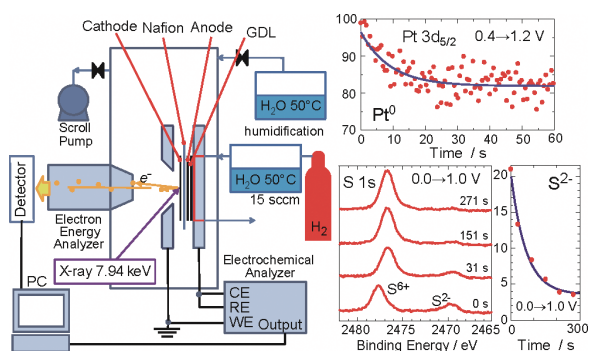 Cathode Nafion Anode GDL
H₂O 50°C
humidification
Scroll
Pump
H₂O 50°C
15 sccm
H₂
Detector
e⁻
Electron
Energy
Analyzer
X-ray 7.94 keV
PC
Electrochemical
Analyzer
CE
RE
WE Output
100
90
80
70
Pt 3d₅/₂ 0.4→1.2 V
Pt⁰
0 10 20 30 40 50 60
Time / s
S 1s 0.0→1.0 V
271 s
151 s
31 s
S⁶⁺ S²⁻
0 s
2480 2475 2470 2465
Binding Energy / eV
20
15
10
5
0
S²⁻
0.0→1.0 V
0 300
Time / s